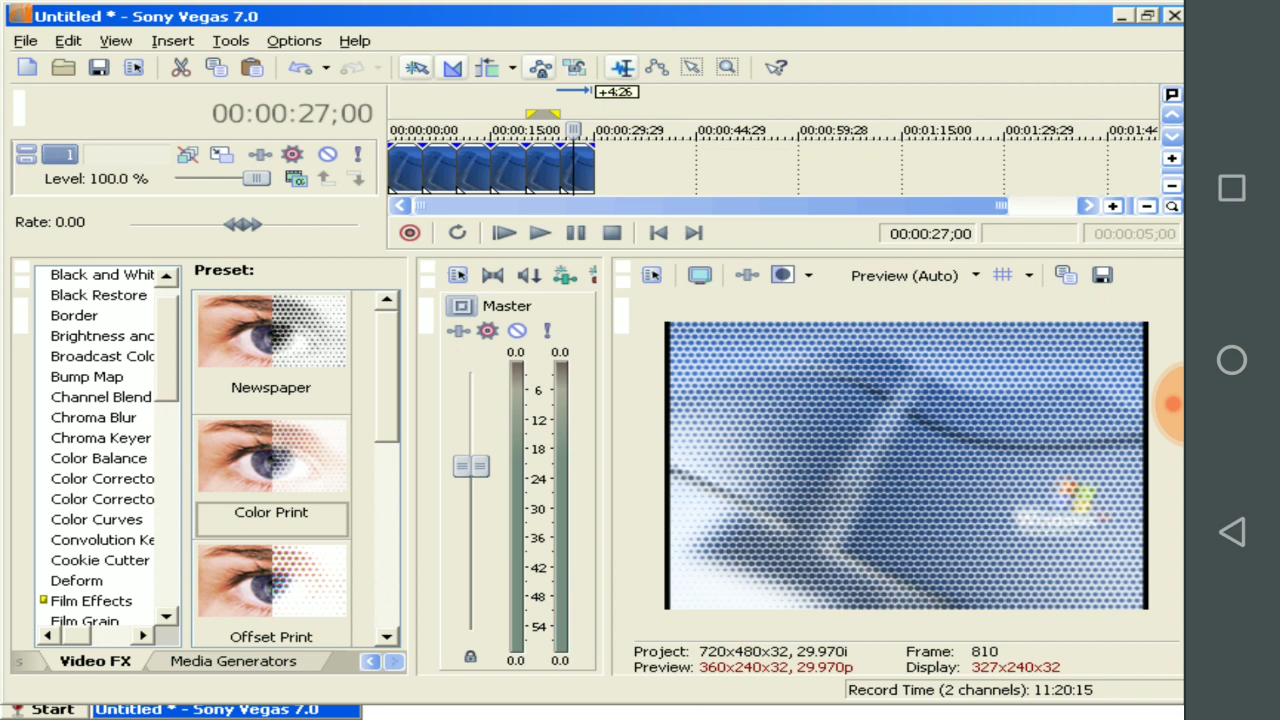 Untitled * - Sony Vegas 7.0
File Edit View Insert Tools Options Help
+4;26
00:00:27;00
00:00:00;00 00:00:15;00 00:00:29;29 00:00:44;29 00:00:59;28 00:01:15;00 00:01:29;29 00:01:44
1
Level: 100.0 %
Rate: 0.00
00:00:27;00 00:00:05;00
Black and Whit
Black Restore
Border
Brightness and
Broadcast Colo
Bump Map
Channel Blend
Chroma Blur
Chroma Keyer
Color Balance
Color Correcto
Color Correcto
Color Curves
Convolution Ke
Cookie Cutter
Deform
Film Effects
Film Grain
Preset:
Newspaper
Color Print
Offset Print
s Video FX Media Generators
Master
0.0 0.0
6
12
18
24
30
36
42
48
54
0.0 0.0
Preview (Auto)
Project: 720x480x32, 29.970i Frame: 810
Preview: 360x240x32, 29.970p Display: 327x240x32
Record Time (2 channels): 11:20:15
Start Untitled * - Sony Vegas 7.0